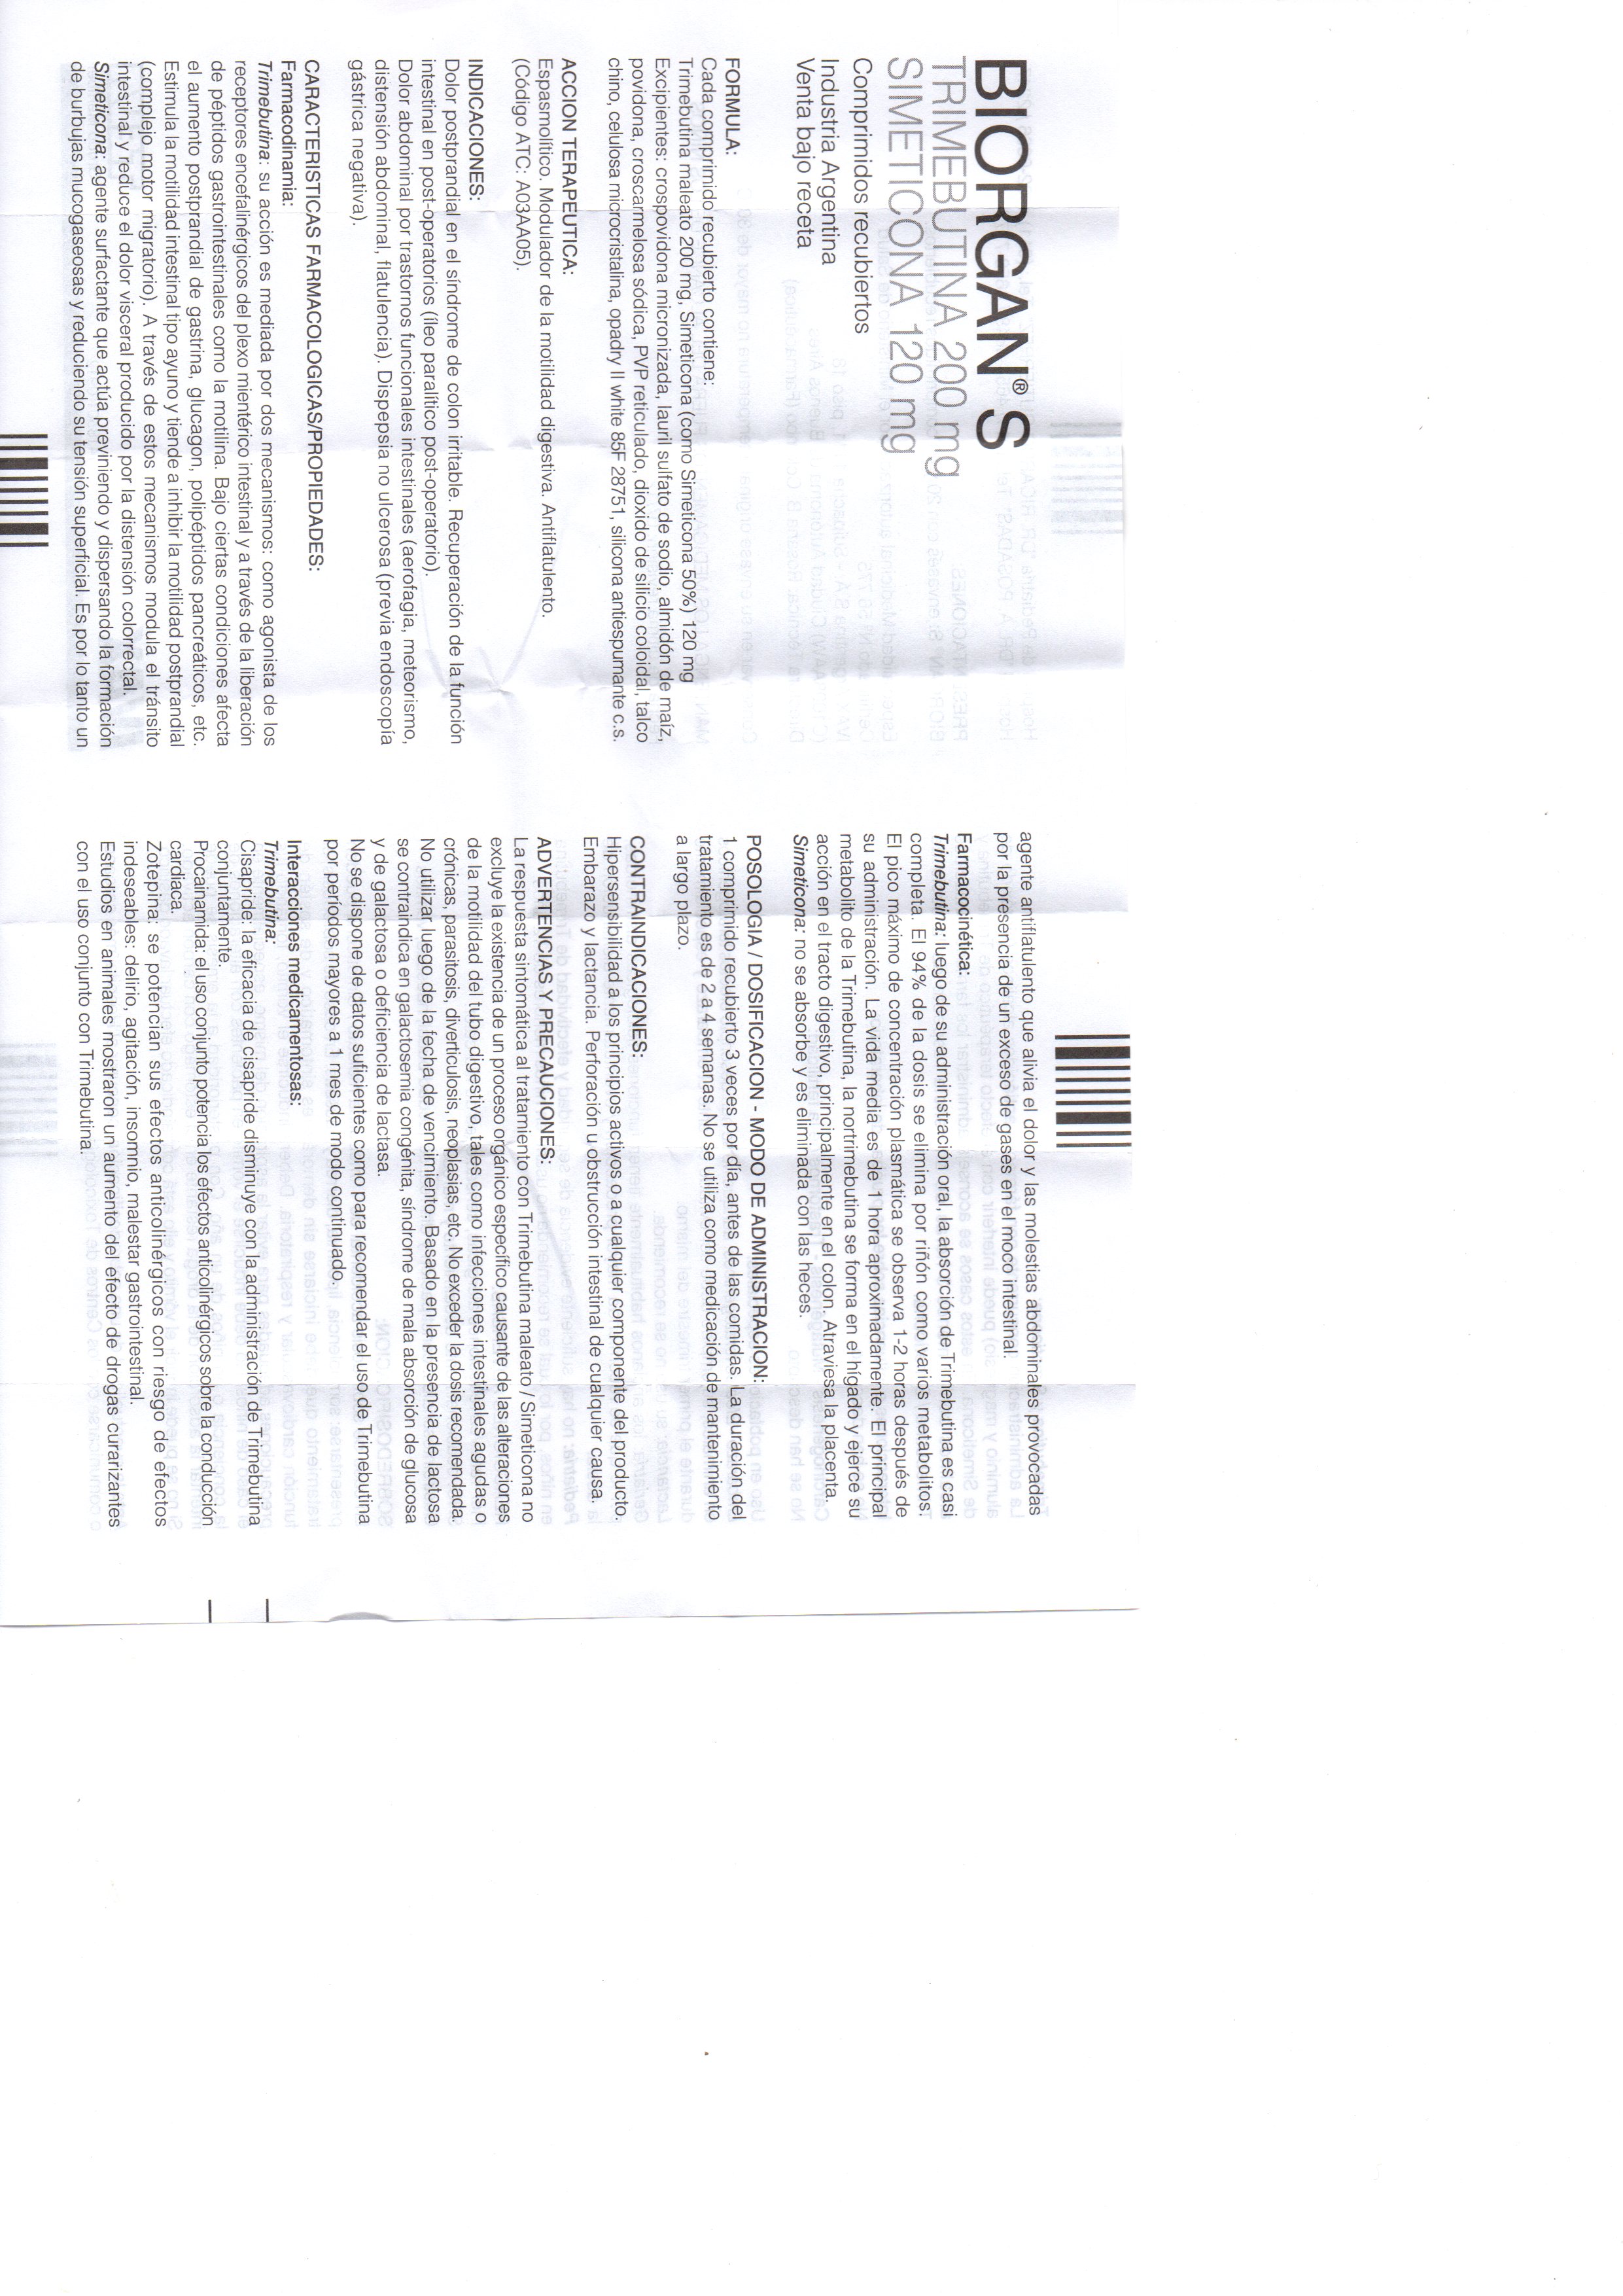 BIORGAN® S
TRIMEBUTINA 200 mg
SIMETICONA 120 mg
Comprimidos recubiertos
Industria Argentina
Venta bajo receta
FORMULA:
Cada comprimido recubierto contiene:
Trimebutina maleato 200 mg, Simeticona (como Simeticona 50%) 120 mg
Excipientes: crospovidona micronizada, lauril sulfato de sodio, almidón de maíz,
povidona, croscarmelosa sódica, PVP reticulado, dioxido de silicio coloidal, talco
chino, celulosa microcristalina, opadry II white 85F 28751, silicona antiespumante c.s.
ACCION TERAPEUTICA:
Espasmolítico. Modulador de la motilidad digestiva. Antiflatulento.
(Código ATC: A03AA05).
INDICACIONES:
Dolor postprandial en el síndrome de colon irritable. Recuperación de la función
intestinal en post-operatorios (íleo paralítico post-operatorio).
Dolor abdominal por trastornos funcionales intestinales (aerofagia, meteorismo,
distensión abdominal, flatulencia). Dispepsia no ulcerosa (previa endoscopía
gástrica negativa).
CARACTERISTICAS FARMACOLOGICAS/PROPIEDADES:
Farmacodinamia:
Trimebutina: su acción es mediada por dos mecanismos: como agonista de los
receptores encefalinérgicos del plexo mientérico intestinal y a través de la liberación
de péptidos gastrointestinales como la motilina. Bajo ciertas condiciones afecta
el aumento postprandial de gastrina, glucagon, polipéptidos pancreáticos, etc.
Estimula la motilidad intestinal tipo ayuno y tiende a inhibir la motilidad postprandial
(complejo motor migratorio). A través de estos mecanismos modula el tránsito
intestinal y reduce el dolor visceral producido por la distensión colorrectal.
Simeticona: agente surfactante que actúa previniendo y dispersando la formación
de burbujas mucogaseosas y reduciendo su tensión superficial. Es por lo tanto un
agente antiflatulento que alivia el dolor y las molestias abdominales provocadas
por la presencia de un exceso de gases en el moco intestinal.
Farmacocinética:
Trimebutina: luego de su administración oral, la absorción de Trimebutina es casi
completa. El 94% de la dosis se elimina por riñón como varios metabolitos.
El pico máximo de concentración plasmática se observa 1-2 horas después de
su administración. La vida media es de 1 hora aproximadamente. El principal
metabolito de la Trimebutina, la nortrimebutina se forma en el hígado y ejerce su
acción en el tracto digestivo, principalmente en el colon. Atraviesa la placenta.
Simeticona: no se absorbe y es eliminada con las heces.
POSOLOGIA / DOSIFICACION - MODO DE ADMINISTRACION:
1 comprimido recubierto 3 veces por día, antes de las comidas. La duración del
tratamiento es de 2 a 4 semanas. No se utiliza como medicación de mantenimiento
a largo plazo.
CONTRAINDICACIONES:
Hipersensibilidad a los principios activos o a cualquier componente del producto.
Embarazo y lactancia. Perforación u obstrucción intestinal de cualquier causa.
ADVERTENCIAS Y PRECAUCIONES:
La respuesta sintomática al tratamiento con Trimebutina maleato / Simeticona no
excluye la existencia de un proceso orgánico específico causante de las alteraciones
de la motilidad del tubo digestivo, tales como infecciones intestinales agudas o
crónicas, parasitosis, diverticulosis, neoplasias, etc. No exceder la dosis recomendada.
No utilizar luego de la fecha de vencimiento. Basado en la presencia de lactosa
se contraindica en galactosemia congénita, síndrome de mala absorción de glucosa
y de galactosa o deficiencia de lactasa.
No se dispone de datos suficientes como para recomendar el uso de Trimebutina
por períodos mayores a 1 mes de modo continuado.
Interacciones medicamentosas:
Trimebutina:
Cisapride: la eficacia de cisapride disminuye con la administración de Trimebutina
conjuntamente.
Procainamida: el uso conjunto potencia los efectos anticolinérgicos sobre la conducción
cardiaca.
Zotepina: se potencian sus efectos anticolinérgicos con riesgo de efectos
indeseables: delirio, agitación, insomnio, malestar gastrointestinal.
Estudios en animales mostraron un aumento del efecto de drogas curarizantes
con el uso conjunto con Trimebutina.